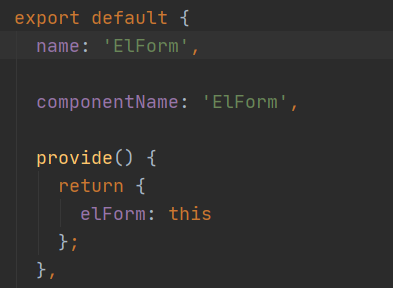 export default {
name: 'ElForm',
componentName: 'ElForm',
provide() {
return {
elForm: this
};
},